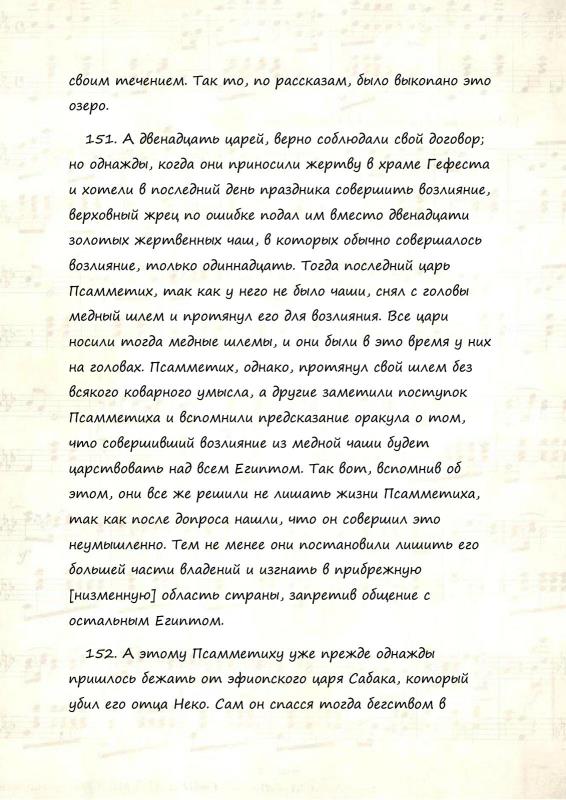 своим течением. Так то, по рассказам, было выкопано это
озеро.
151. А двенадцать царей, верно соблюдали свой договор;
но однажды, когда они приносили жертву в храме Гефеста
и хотели в последний день праздника совершить возлияние,
верховный жрец по ошибке подал им вместо двенадцати
золотых жертвенных чаш, в которых обычно совершалось
возлияние, только одиннадцать. Тогда последний царь
Псамметих, так как у него не было чаши, снял с головы
медный шлем и протянул его для возлияния. Все цари
носили тогда медные шлемы, и они были в это время у них
на головах. Псамметих, однако, протянул свой шлем без
всякого коварного умысла, а другие заметили поступок
Псамметиха и вспомнили предсказание оракула о том,
что совершивший возлияние из медной чаши будет
царствовать над всем Египтом. Так вот, вспомнив об
этом, они все же решили не лишать жизни Псамметиха,
так как после допроса нашли, что он совершил это
неумышленно. Тем не менее они постановили лишить его
большей части владений и изгнать в прибрежную
[низменную] область страны, запретив общение с
остальным Египтом.
152. А этому Псамметиху уже прежде однажды
пришлось бежать от эфиопского царя Сабака, который
убил его отца Неко. Сам он спасся тогда бегством в